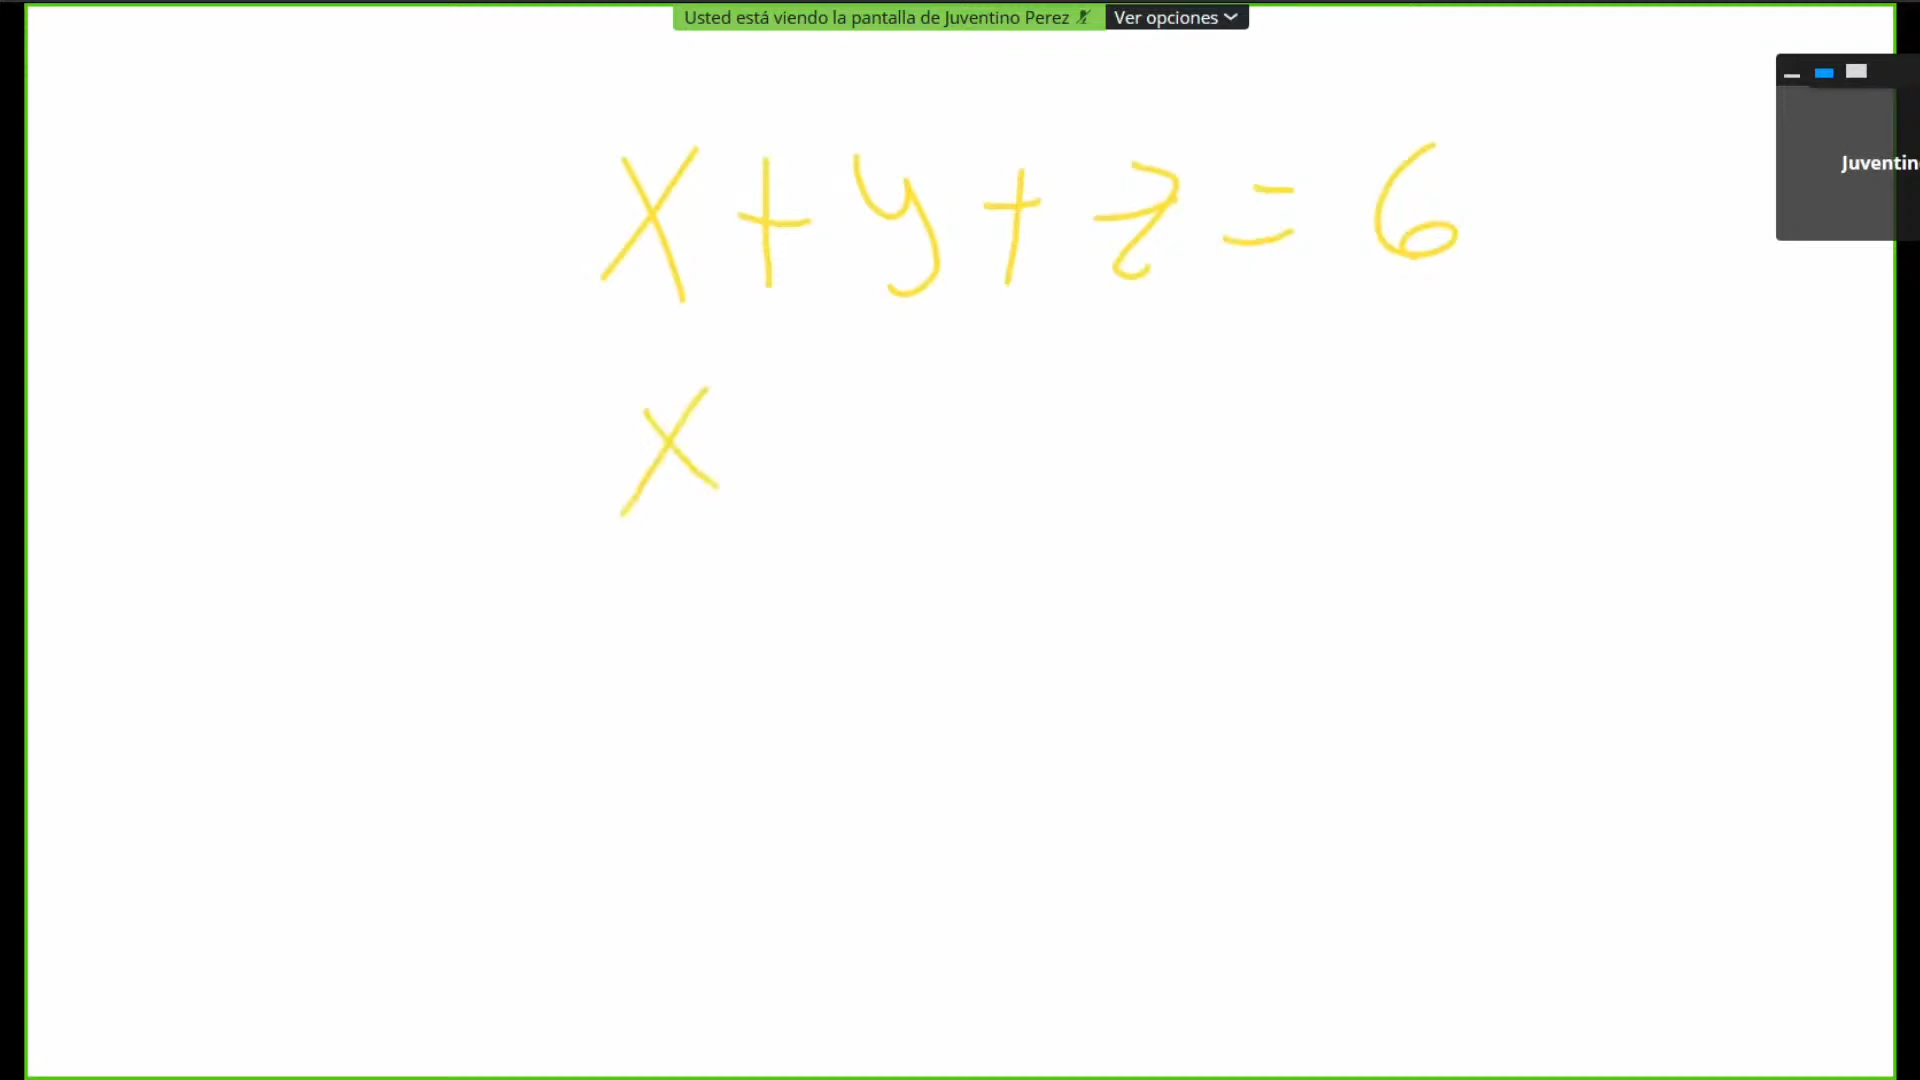 Usted está viendo la pantalla de Juventino Perez Ver opciones
Juventin
x + y + z = 6
x